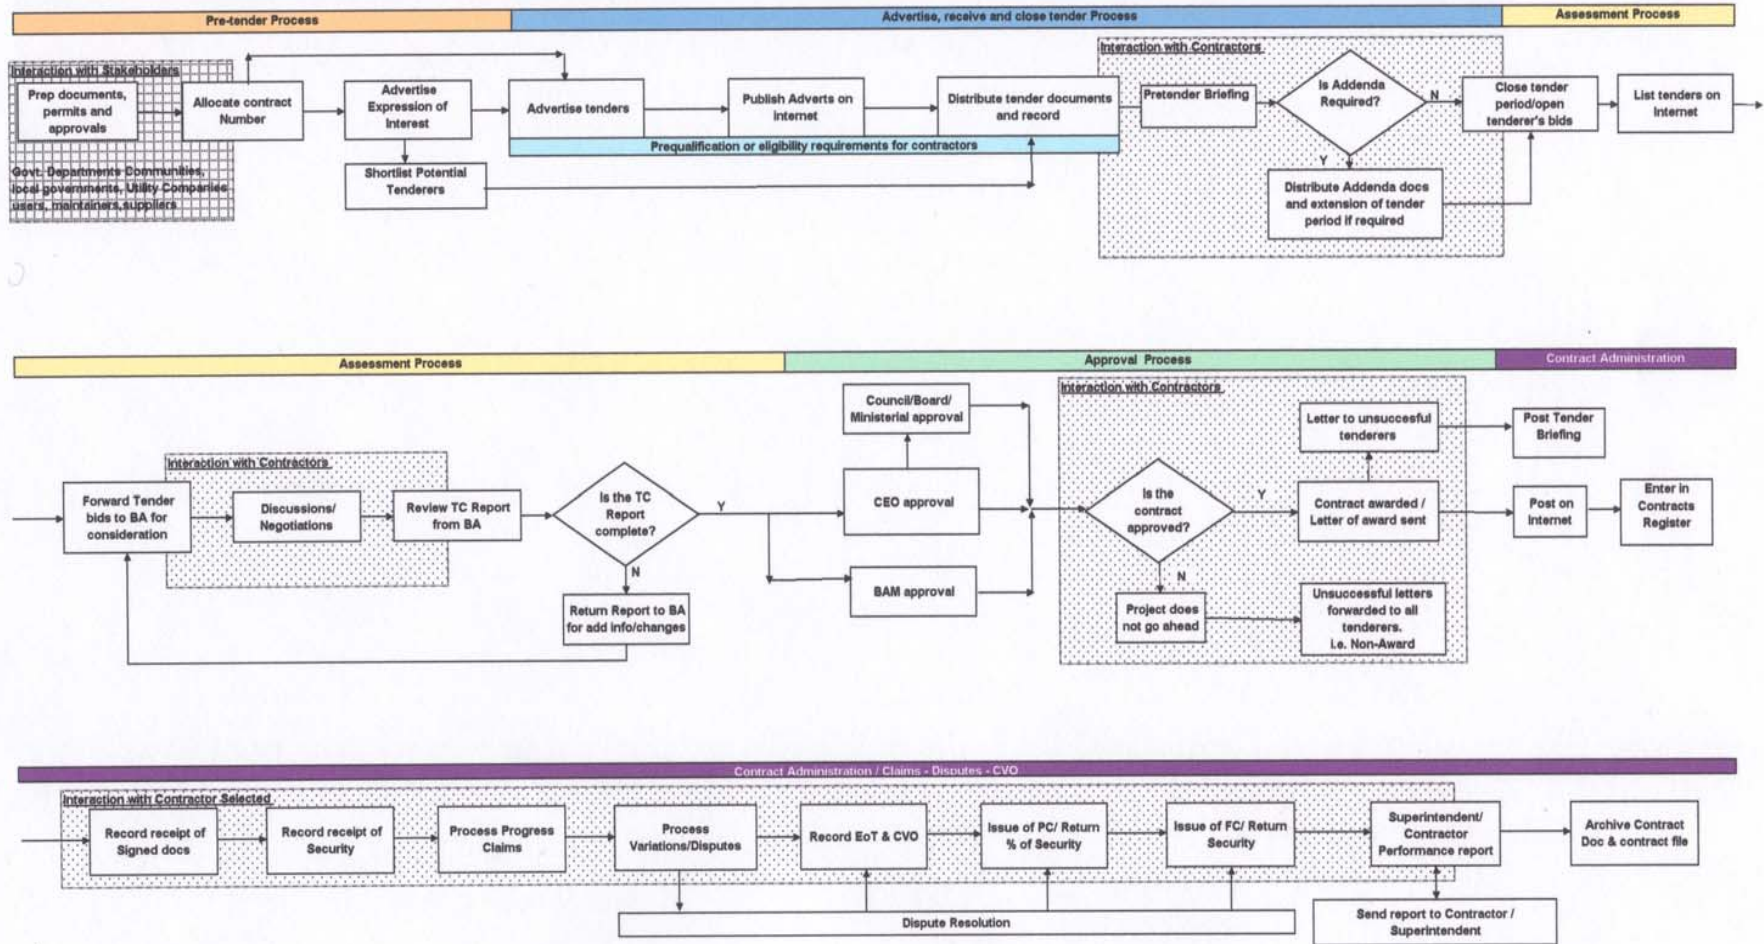 Pre-tender Process
Advertise, receive and close tender Process
Assessment Process
Interaction with Stakeholders
Prep documents,
permits and
approvals
Govt. Departments Communities,
local governments, Utility Companies
users, maintainers,suppliers
Allocate contract
Number
Advertise
Expression of
Interest
Shortlist Potential
Tenderers
Advertise tenders
Publish Adverts on
Internet
Distribute tender documents
and record
Prequalification or eligibility requirements for contractors
Interaction with Contractors
Pretender Briefing
Is Addenda
Required?
N
Y
Distribute Addenda docs
and extension of tender
period if required
Close tender
period/open
tenderer's bids
List tenders on
Internet
Assessment Process
Approval Process
Contract Administration
Forward Tender
bids to BA for
consideration
Interaction with Contractors
Discussions/
Negotiations
Review TC Report
from BA
Is the TC
Report
complete?
Y
N
Return Report to BA
for add info/changes
Council/Board/
Ministerial approval
CEO approval
BAM approval
Interaction with Contractors
Is the
contract
approved?
Y
N
Project does
not go ahead
Letter to unsuccesful
tenderers
Contract awarded /
Letter of award sent
Unsuccessful letters
forwarded to all
tenderers.
i.e. Non-Award
Post Tender
Briefing
Post on
Internet
Enter in
Contracts
Register
Contract Administration / Claims - Disputes - CVO
Interaction with Contractor Selected
Record receipt of
Signed docs
Record receipt of
Security
Process Progress
Claims
Process
Variations/Disputes
Record EoT & CVO
Issue of PC/ Return
% of Security
Issue of FC/ Return
Security
Superintendent/
Contractor
Performance report
Archive Contract
Doc & contract file
Dispute Resolution
Send report to Contractor /
Superintendent